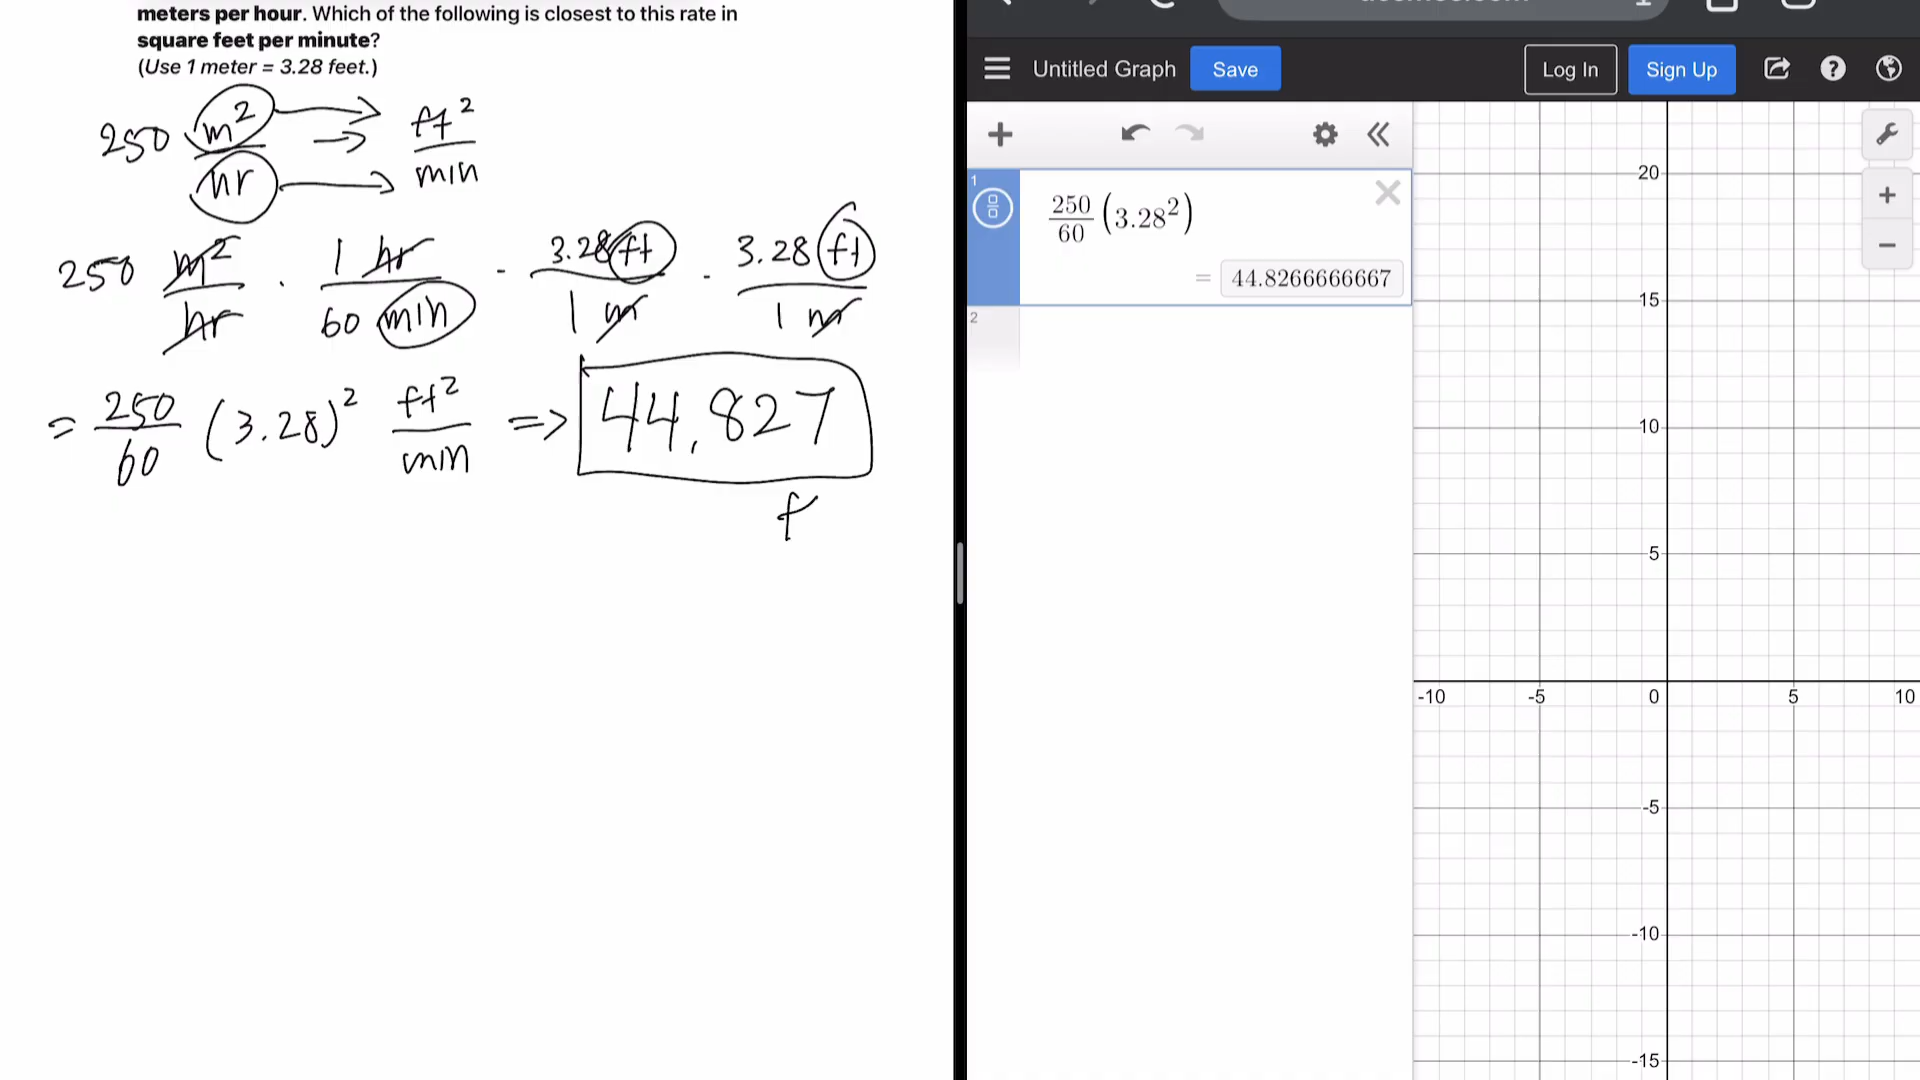 meters per hour. Which of the following is closest to this rate in
square feet per minute?
(Use 1 meter = 3.28 feet.)
250 m²/hr → ft²/min
250 m²/hr · 1 hr/60 min · 3.28 ft/1 m · 3.28 ft/1 m
= 250/60 (3.28)² ft²/min => 44,827
f
Untitled Graph
Save
Log In
Sign Up
1
250/60 (3.28²)
= 44.8266666667
2
20
15
10
5
-10
-5
0
5
10
-5
-10
-15